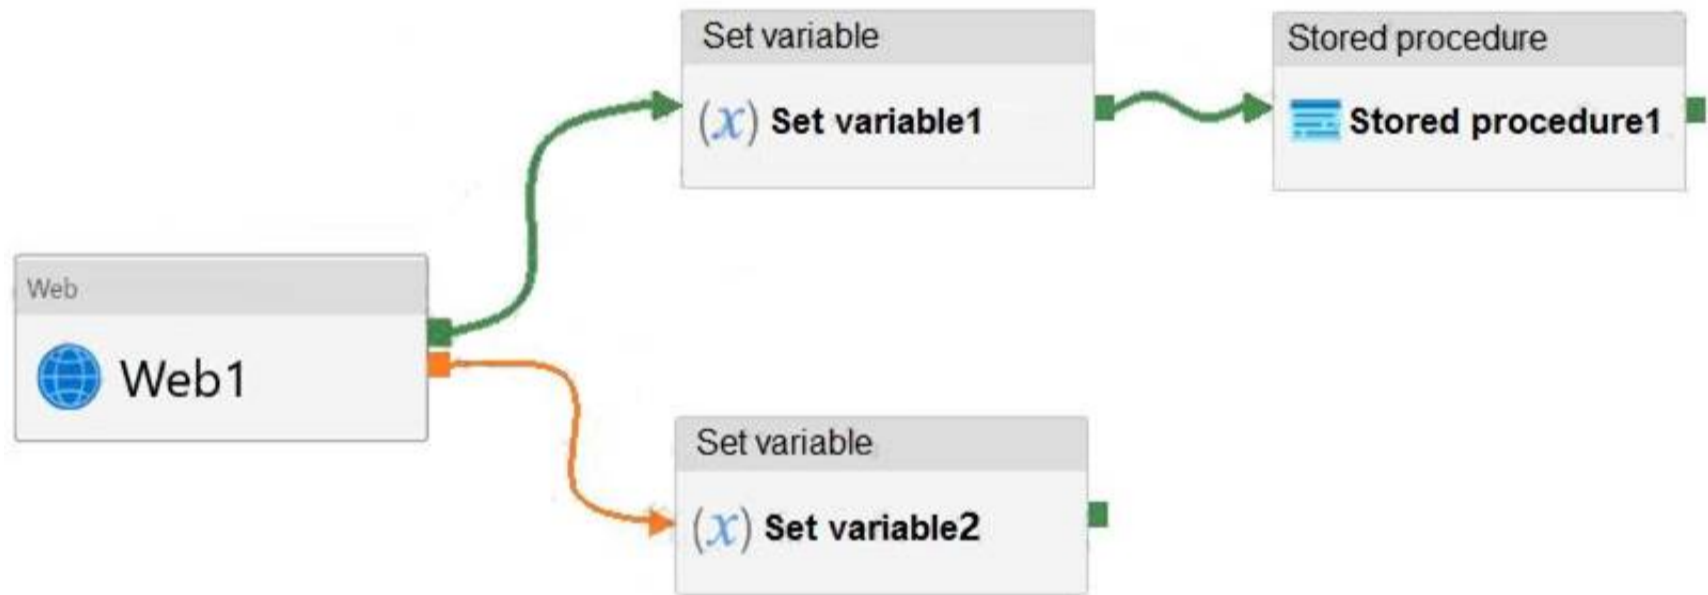 Set variable
(x) Set variable1
Stored procedure
Stored procedure1
Web
Web1
Set variable
(x) Set variable2